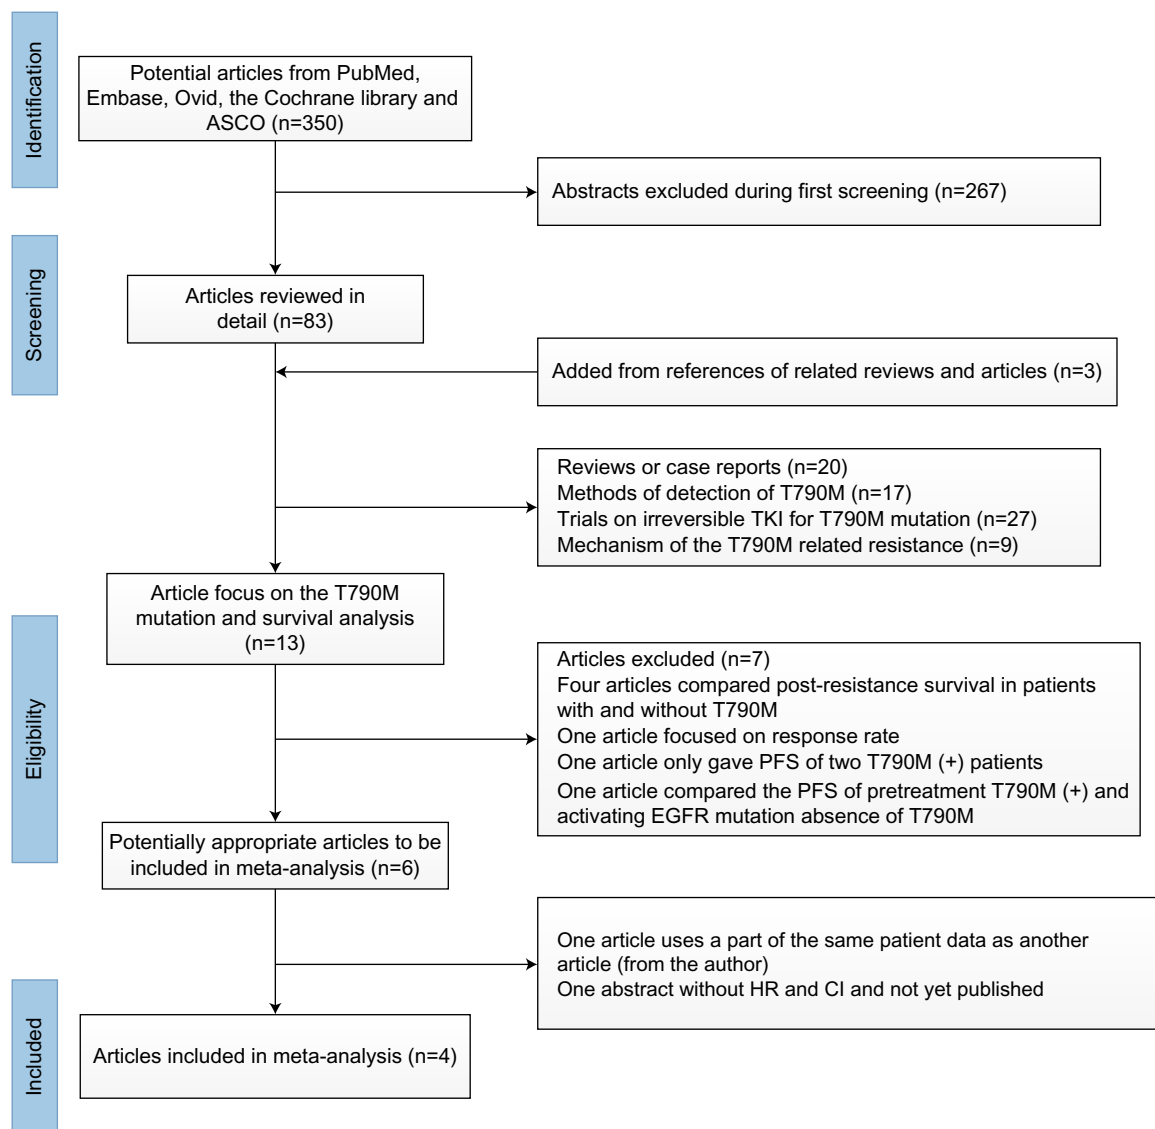 Identification
Potential articles from PubMed,
Embase, Ovid, the Cochrane library and
ASCO (n=350)
Abstracts excluded during first screening (n=267)
Screening
Articles reviewed in
detail (n=83)
Added from references of related reviews and articles (n=3)
Reviews or case reports (n=20)
Methods of detection of T790M (n=17)
Trials on irreversible TKI for T790M mutation (n=27)
Mechanism of the T790M related resistance (n=9)
Article focus on the T790M
mutation and survival analysis
(n=13)
Eligibility
Articles excluded (n=7)
Four articles compared post-resistance survival in patients
with and without T790M
One article focused on response rate
One article only gave PFS of two T790M (+) patients
One article compared the PFS of pretreatment T790M (+) and
activating EGFR mutation absence of T790M
Potentially appropriate articles to be
included in meta-analysis (n=6)
One article uses a part of the same patient data as another
article (from the author)
One abstract without HR and CI and not yet published
Included
Articles included in meta-analysis (n=4)